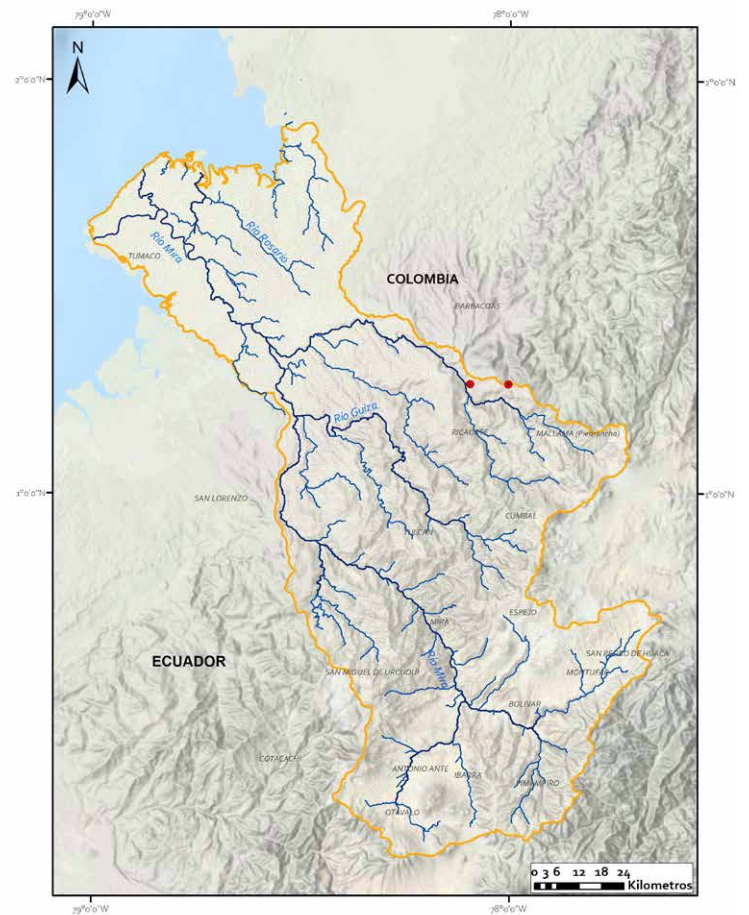 79°0'0"W
78°0'0"W
N
2°0'0"N
2°0'0"N
Río Rosario
Río Mira
TUMACO
COLOMBIA
BARBACOAS
Río Guiza
RICAURTE
MALLAMA (Piedrancha)
SAN LORENZO
1°0'0"N
1°0'0"N
CUMBAL
TULCAN
ESPEJO
MIRA
SAN PEDRO DE HUACA
ECUADOR
Río Mira
SAN MIGUEL DE URCUQUI
MONTUFAR
BOLIVAR
COTACACHI
ANTONIO ANTE
IBARRA
PIMAMPIRO
OTAVALO
0 3 6 12 18 24
Kilometros
79°0'0"W
78°0'0"W